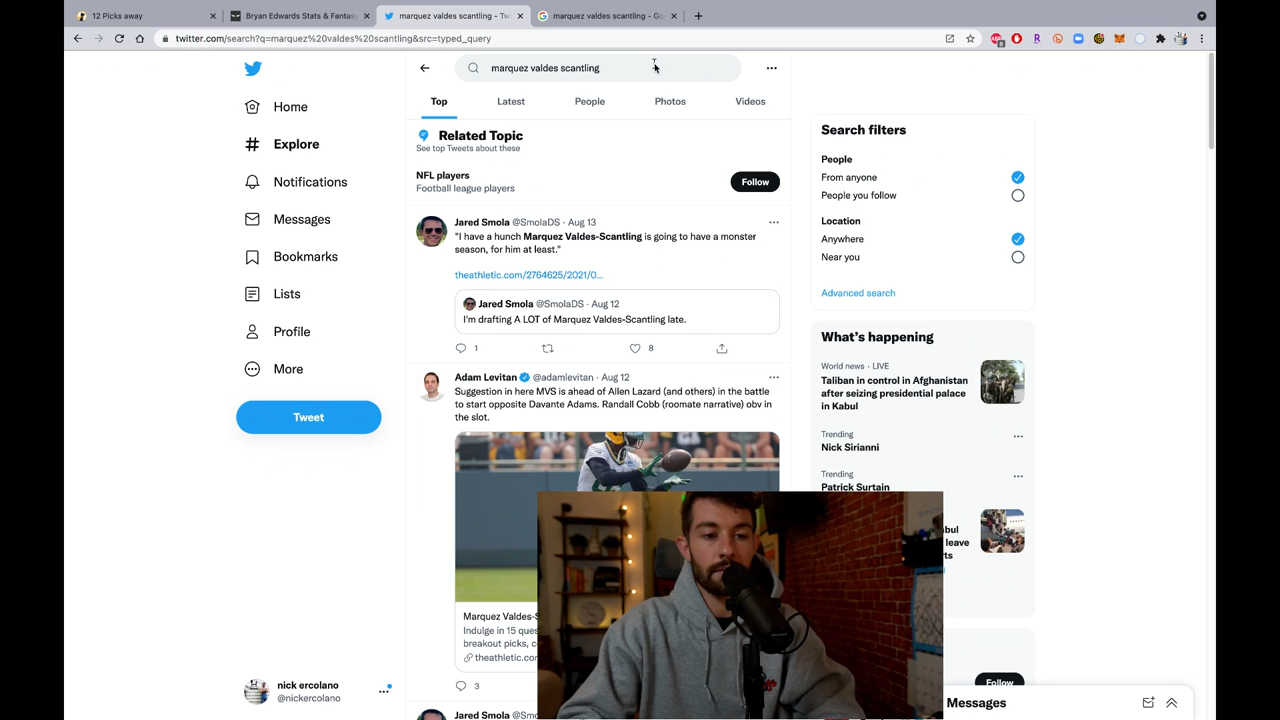 12 Picks away
Bryan Edwards Stats & Fantas
marquez valdes scantling - Tw
marquez valdes scantling - Go
twitter.com/search?q=marquez%20valdes%20scantling&src=typed_query
marquez valdes scantling
Home
Explore
Notifications
Messages
Bookmarks
Lists
Profile
More
Tweet
nick ercolano
@nickercolano
Top
Latest
People
Photos
Videos
Related Topic
See top Tweets about these
NFL players
Football league players
Follow
Jared Smola @SmolaDS · Aug 13
"I have a hunch Marquez Valdes-Scantling is going to have a monster
season, for him at least."
theathletic.com/2764625/2021/0...
Jared Smola @SmolaDS · Aug 12
I'm drafting A LOT of Marquez Valdes-Scantling late.
1
8
Adam Levitan @adamlevitan · Aug 12
Suggestion in here MVS is ahead of Allen Lazard (and others) in the battle
to start opposite Davante Adams. Randall Cobb (roomate narrative) obv in
the slot.
Marquez Valdes-S
Indulge in 15 ques
breakout picks, c
theathletic.co
3
Jared Smola @Smo
Search filters
People
From anyone
People you follow
Location
Anywhere
Near you
Advanced search
What's happening
World news · LIVE
Taliban in control in Afghanistan
after seizing presidential palace
in Kabul
Trending
Nick Sirianni
Trending
Patrick Surtain
bul
leave
rts
Follow
Messages